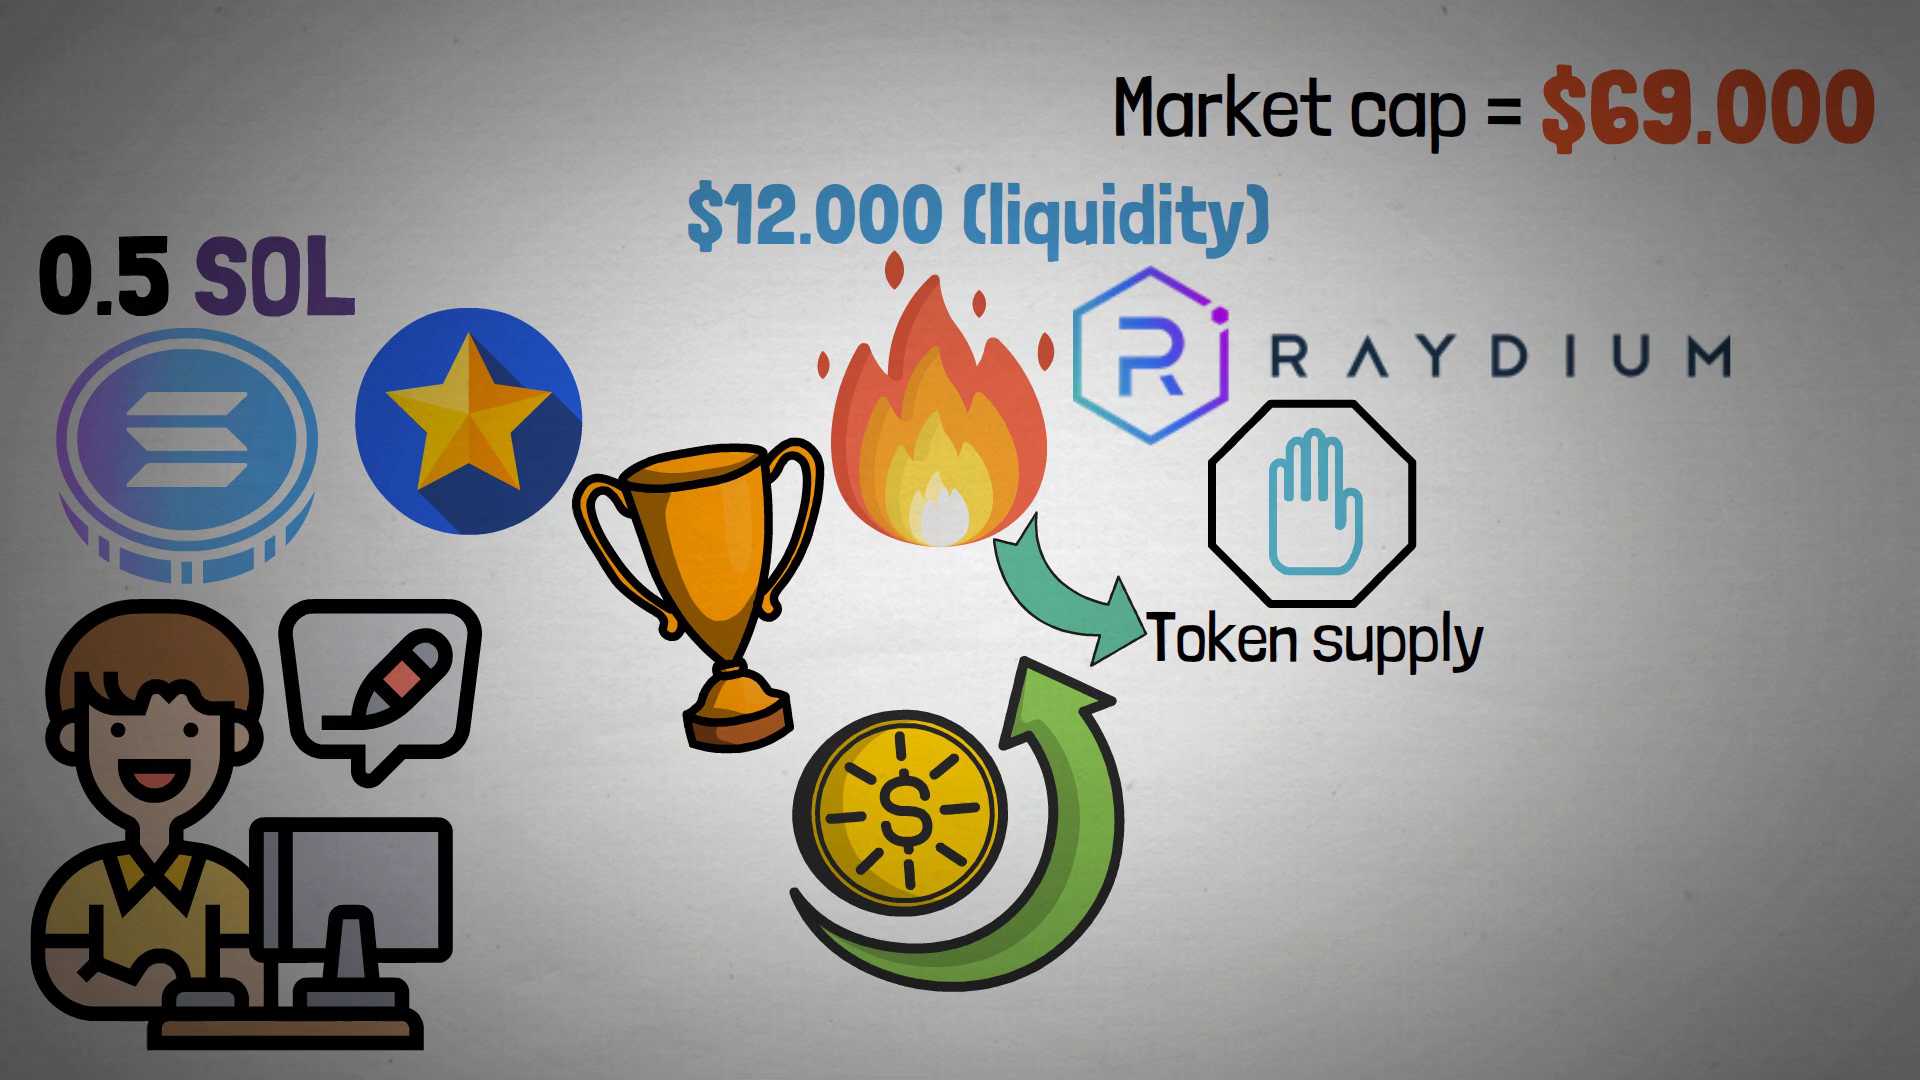 Market cap = $69.000
$12.000 (liquidity)
0.5 SOL
RAYDIUM
Token supply